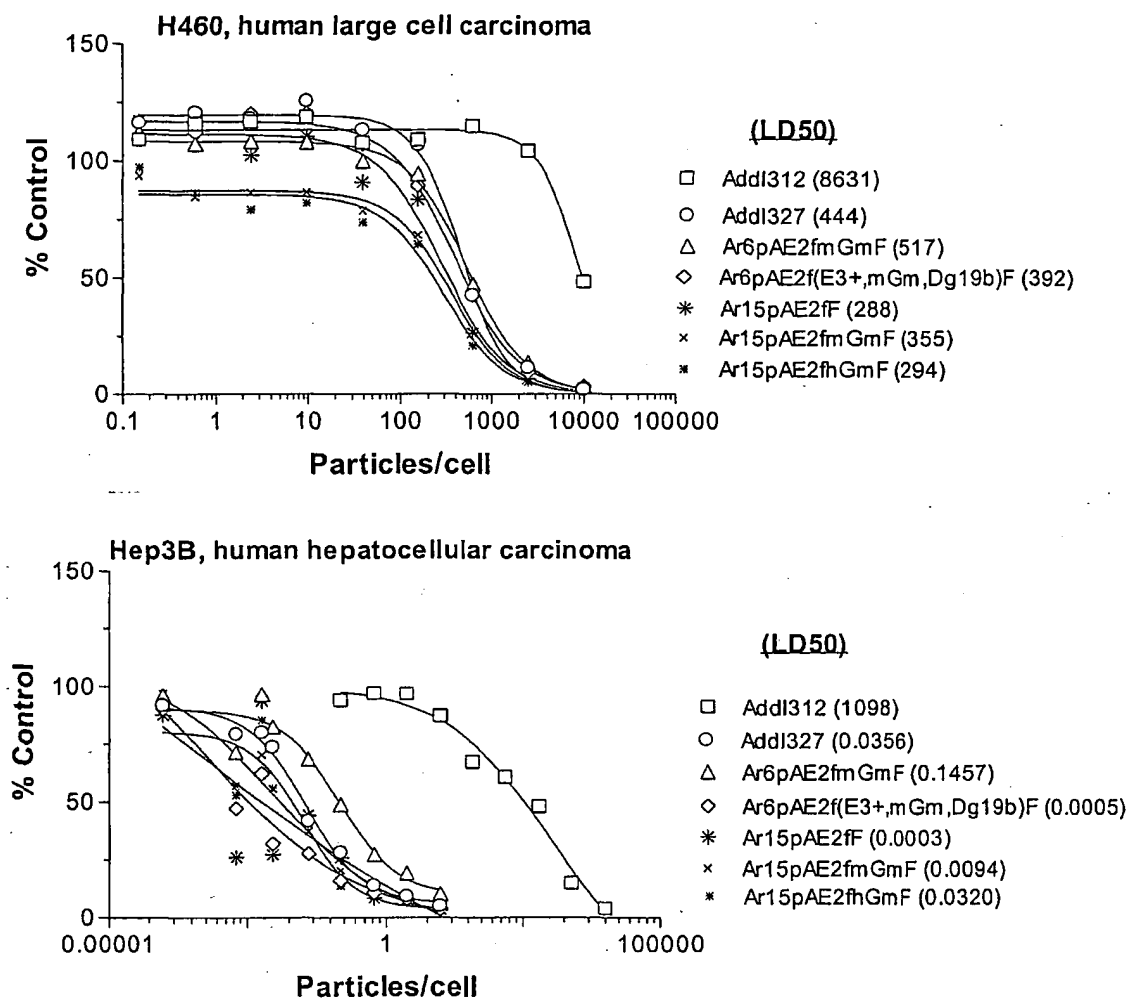 H460, human large cell carcinoma
150
100
50
0
% Control
0.1 1 10 100 1000 10000 100000
Particles/cell
(LD50)
Addl312 (8631)
Addl327 (444)
Ar6pAE2fmGmF (517)
Ar6pAE2f(E3+,mGm,Dg19b)F (392)
Ar15pAE2fF (288)
Ar15pAE2fmGmF (355)
Ar15pAE2fhGmF (294)
Hep3B, human hepatocellular carcinoma
150
100
50
0
% Control
0.00001 1 100000
Particles/cell
(LD50)
Addl312 (1098)
Addl327 (0.0356)
Ar6pAE2fmGmF (0.1457)
Ar6pAE2f(E3+,mGm,Dg19b)F (0.0005)
Ar15pAE2fF (0.0003)
Ar15pAE2fmGmF (0.0094)
Ar15pAE2fhGmF (0.0320)